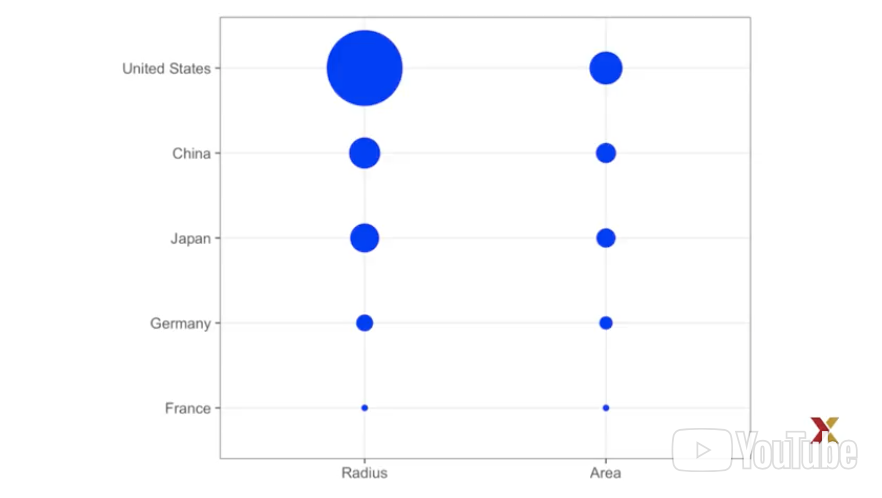 United States
China
Japan
Germany
France
Radius
Area
YouTube